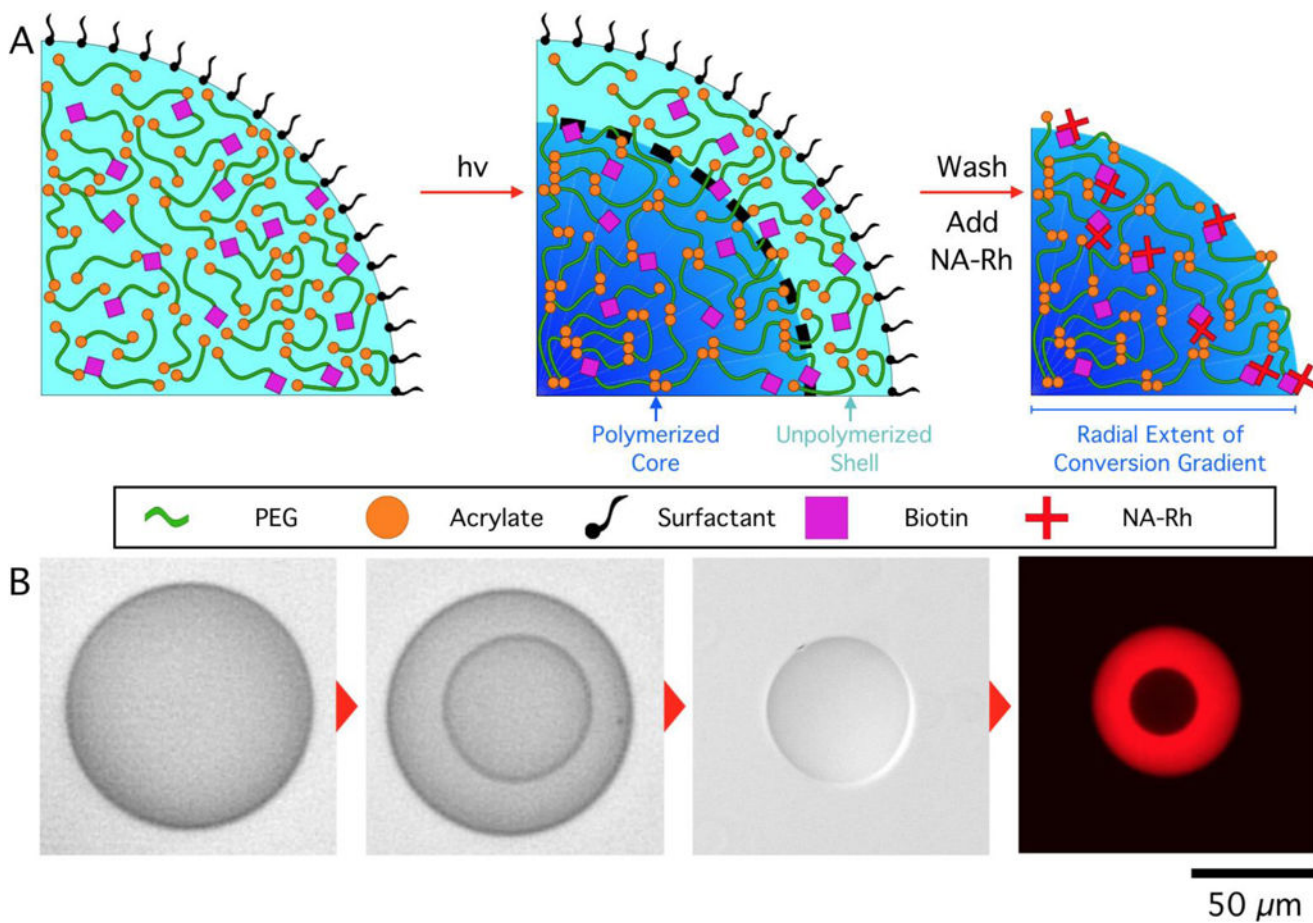 A
hν
Wash
Add
NA-Rh
Polymerized
Core
Unpolymerized
Shell
Radial Extent of
Conversion Gradient
PEG Acrylate Surfactant Biotin NA-Rh
B
50 µm